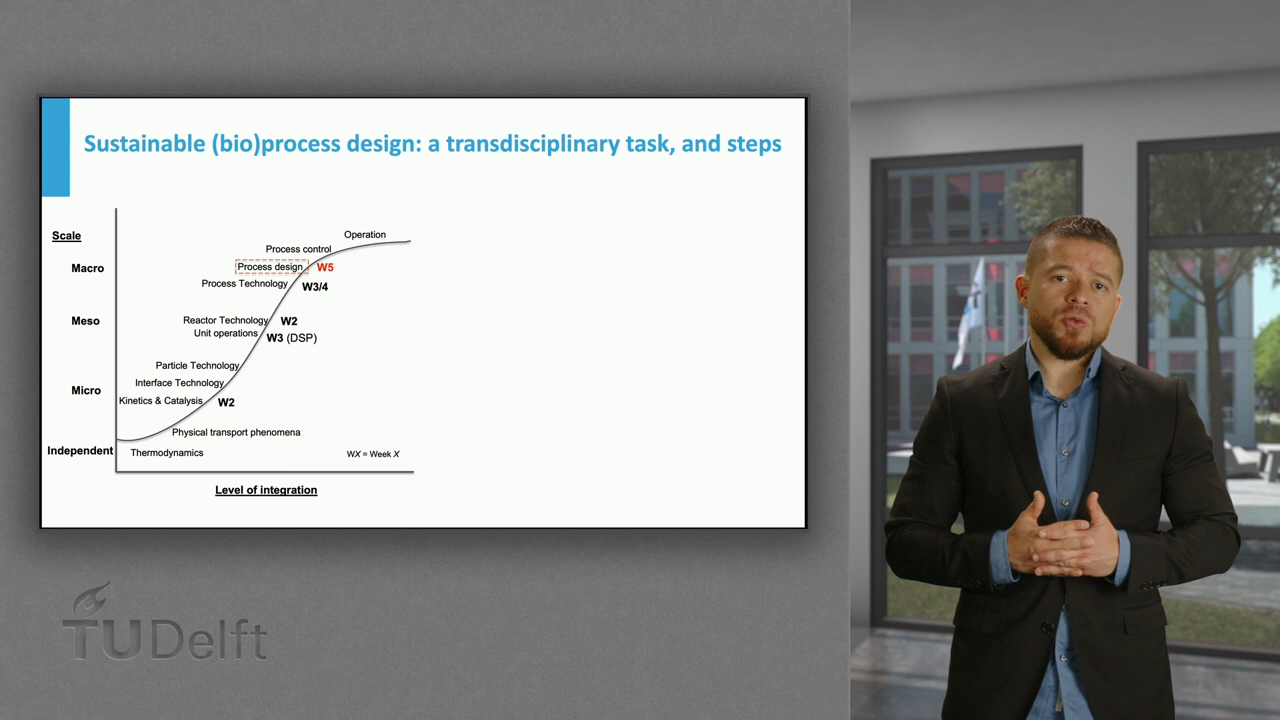 Sustainable (bio)process design: a transdisciplinary task, and steps
Scale
Operation
Process control
Macro
Process design
W5
Process Technology
W3/4
Meso
Reactor Technology
W2
Unit operations
W3 (DSP)
Particle Technology
Micro
Interface Technology
Kinetics & Catalysis
W2
Physical transport phenomena
Independent
Thermodynamics
WX = Week X
Level of integration
TUDelft